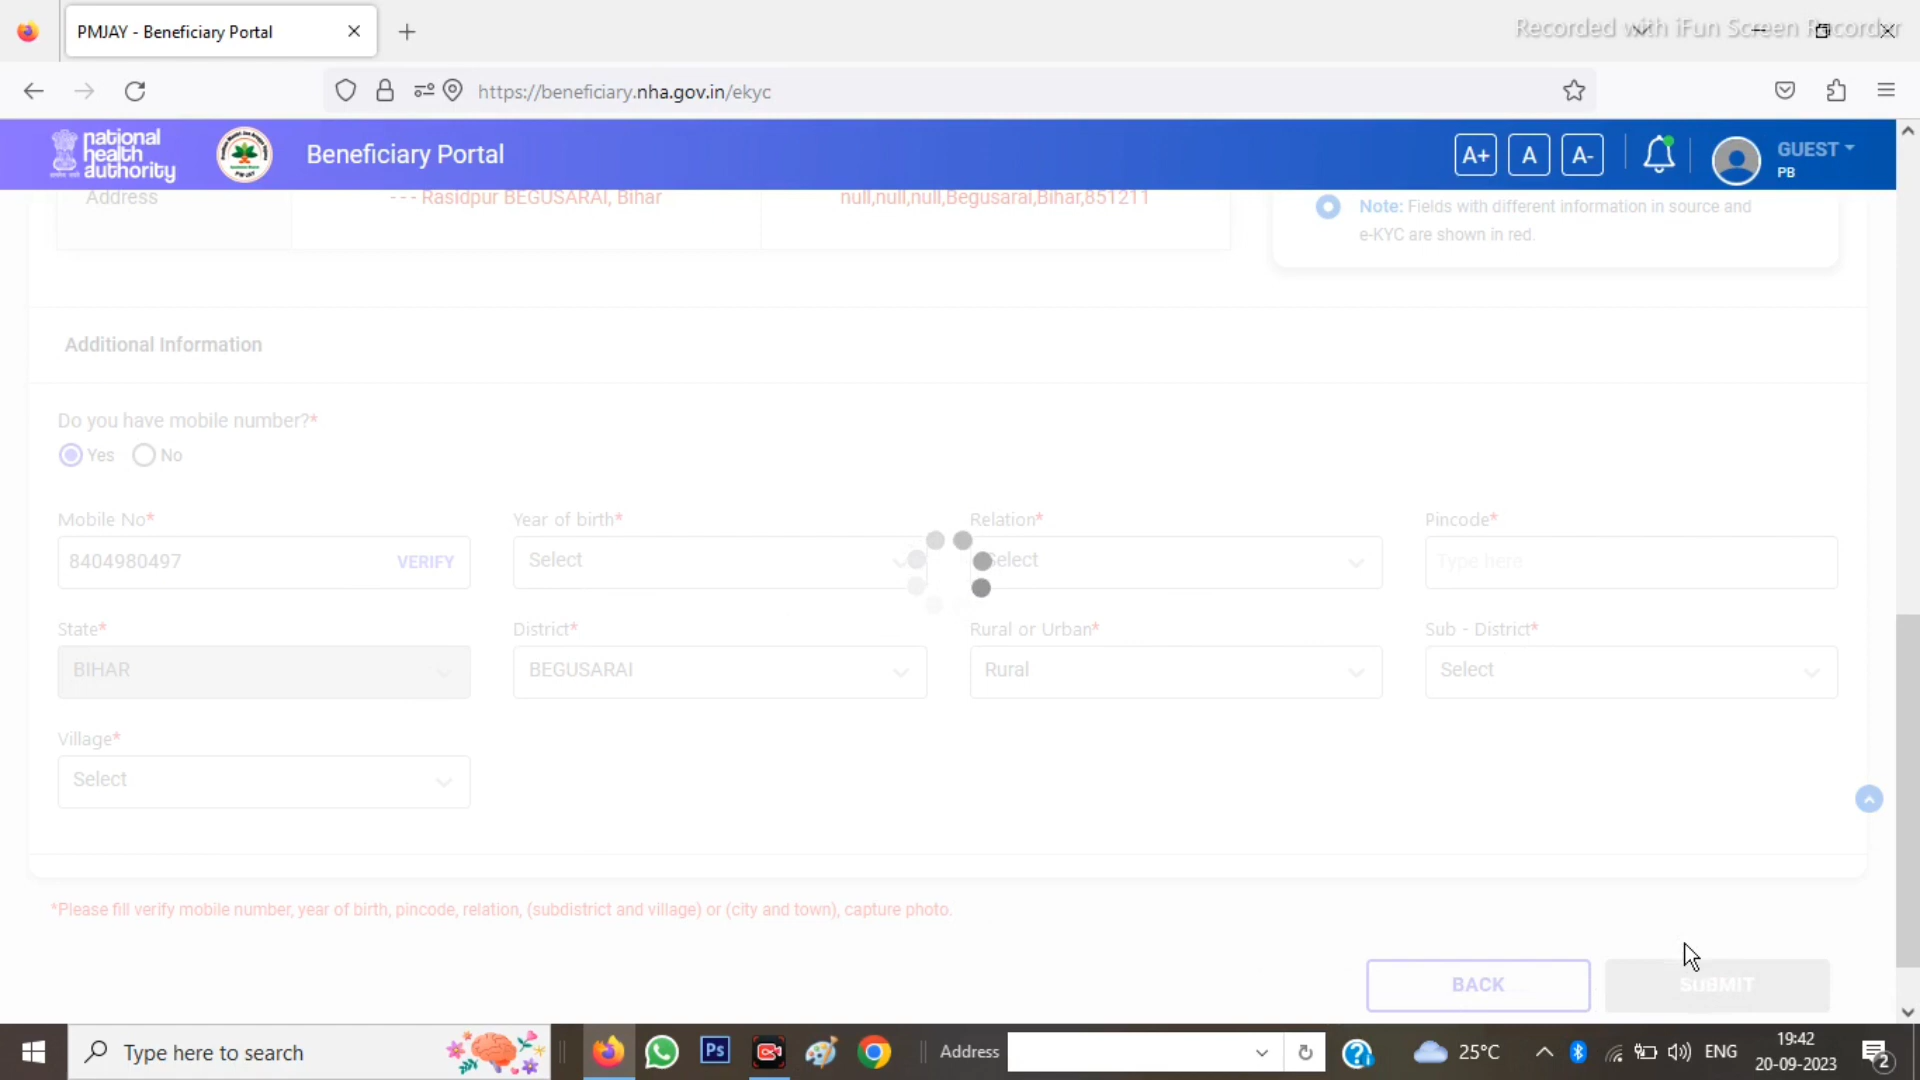 PMJAY - Beneficiary Portal
Recorded with iFun Screen Recorder
https://beneficiary.nha.gov.in/ekyc
national
health
authority
Beneficiary Portal
A+ A A-
GUEST
PB
Address
- - - Rasidpur BEGUSARAI, Bihar
null,null,null,Begusarai,Bihar,851211
Note: Fields with different information in source and
e-KYC are shown in red.
Additional Information
Do you have mobile number?*
Yes No
Mobile No* Year of birth* Relation* Pincode*
8404980497 VERIFY Select Select Type here
State* District* Rural or Urban* Sub - District*
BIHAR BEGUSARAI Rural Select
Village*
Select
*Please fill verify mobile number, year of birth, pincode, relation, (subdistrict and village) or (city and town), capture photo.
BACK SUBMIT
Type here to search
Ps
Address
25°C
ENG
19:42
20-09-2023
2